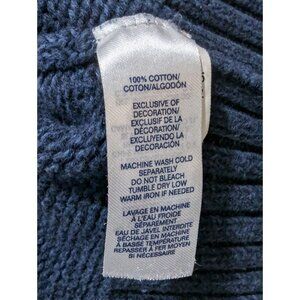 100% COTTON/
COTON/ALGODÓN
EXCLUSIVE OF
DECORATION/
EXCLUSIF DE LA
DÉCORATION/
EXCLUYENDO LA
DECORACIÓN
MACHINE WASH COLD
SEPARATELY
DO NOT BLEACH
TUMBLE DRY LOW
WARM IRON IF NEEDED
LAVAGE EN MACHINE
À L'EAU FROIDE
SÉPARÉMENT
EAU DE JAVEL INTERDITE
SÉCHAGE EN MACHINE
À BASSE TEMPÉRATURE
REPASSER À FER MOYEN
SI NÉCESSAIRE